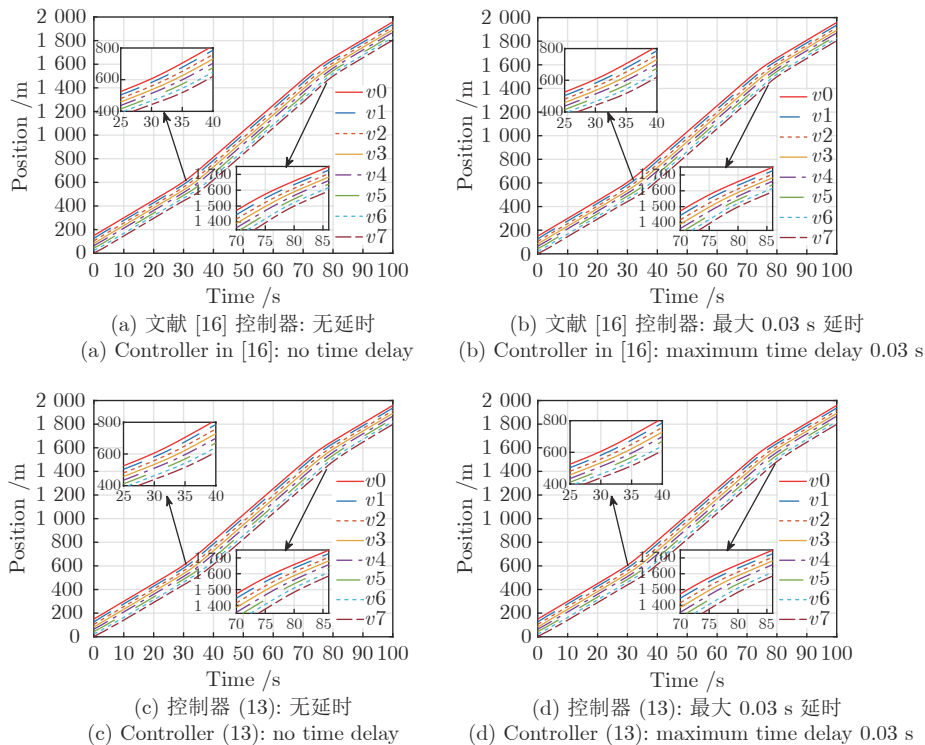 2 000
1 800
1 600
1 400
1 200
1 000
800
600
400
200
0
Position /m
800
600
400
25 30 35 40
1 700
1 500
1 400
70 75 80 85
v0
v1
v2
v3
v4
v5
v6
v7
0 10 20 30 40 50 60 70 80 90 100
Time /s
(a) 文献 [16] 控制器: 无延时
(a) Controller in [16]: no time delay
2 000
1 800
1 600
1 400
1 200
1 000
800
600
400
200
0
Position /m
800
600
400
25 30 35 40
1 700
1 500
1 400
70 75 80 85
v0
v1
v2
v3
v4
v5
v6
v7
0 10 20 30 40 50 60 70 80 90 100
Time /s
(b) 文献 [16] 控制器: 最大 0.03 s 延时
(b) Controller in [16]: maximum time delay 0.03 s
2 000
1 800
1 600
1 400
1 200
1 000
800
600
400
200
0
Position /m
800
600
400
25 30 35 40
1 700
1 500
1 400
70 75 80 85
v0
v1
v2
v3
v4
v5
v6
v7
0 10 20 30 40 50 60 70 80 90 100
Time /s
(c) 控制器 (13): 无延时
(c) Controller (13): no time delay
2 000
1 800
1 600
1 400
1 200
1 000
800
600
400
200
0
Position /m
800
600
400
25 30 35 40
1 700
1 500
1 400
70 75 80 85
v0
v1
v2
v3
v4
v5
v6
v7
0 10 20 30 40 50 60 70 80 90 100
Time /s
(d) 控制器 (13): 最大 0.03 s 延时
(d) Controller (13): maximum time delay 0.03 s